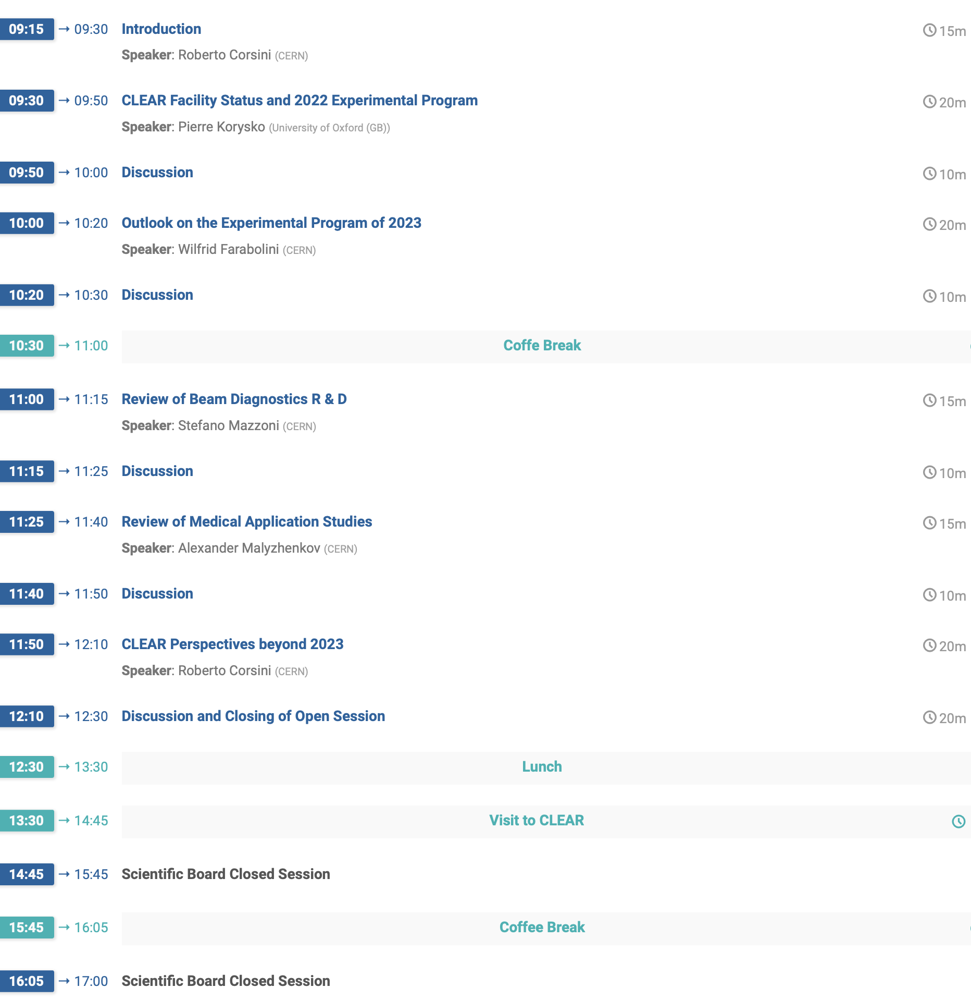 09:15 → 09:30 Introduction 15m
Speaker: Roberto Corsini (CERN)
09:30 → 09:50 CLEAR Facility Status and 2022 Experimental Program 20m
Speaker: Pierre Korysko (University of Oxford (GB))
09:50 → 10:00 Discussion 10m
10:00 → 10:20 Outlook on the Experimental Program of 2023 20m
Speaker: Wilfrid Farabolini (CERN)
10:20 → 10:30 Discussion 10m
10:30 → 11:00 Coffe Break
11:00 → 11:15 Review of Beam Diagnostics R & D 15m
Speaker: Stefano Mazzoni (CERN)
11:15 → 11:25 Discussion 10m
11:25 → 11:40 Review of Medical Application Studies 15m
Speaker: Alexander Malyzhenkov (CERN)
11:40 → 11:50 Discussion 10m
11:50 → 12:10 CLEAR Perspectives beyond 2023 20m
Speaker: Roberto Corsini (CERN)
12:10 → 12:30 Discussion and Closing of Open Session 20m
12:30 → 13:30 Lunch
13:30 → 14:45 Visit to CLEAR
14:45 → 15:45 Scientific Board Closed Session
15:45 → 16:05 Coffee Break
16:05 → 17:00 Scientific Board Closed Session